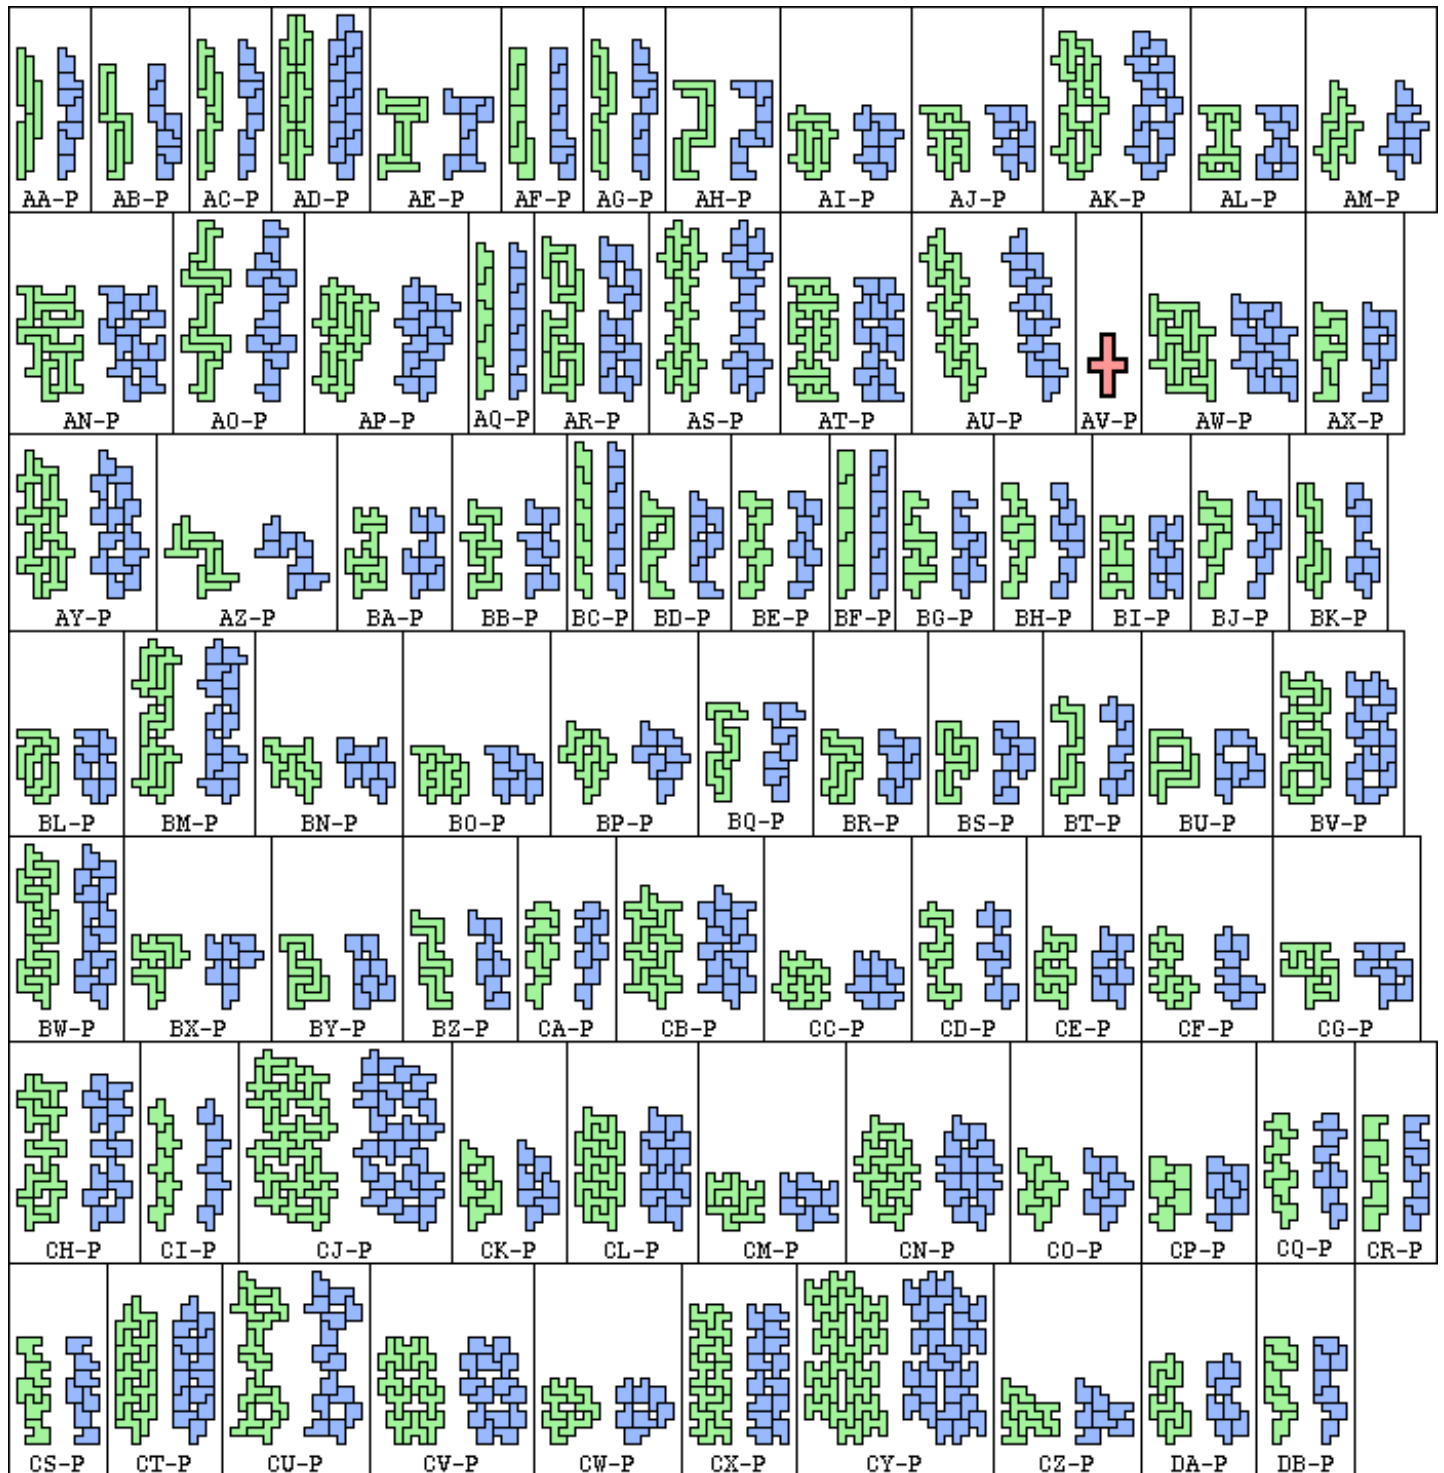 AA-P AB-P AC-P AD-P AE-P AF-P AG-P AH-P AI-P AJ-P AK-P AL-P AM-P
AN-P AO-P AP-P AQ-P AR-P AS-P AT-P AU-P AV-P AW-P AX-P
AY-P AZ-P BA-P BB-P BC-P BD-P BE-P BF-P BG-P BH-P BI-P BJ-P BK-P
BL-P BM-P BN-P BO-P BP-P BQ-P BR-P BS-P BT-P BU-P BV-P
BW-P BX-P BY-P BZ-P CA-P CB-P CC-P CD-P CE-P CF-P CG-P
CH-P CI-P CJ-P CK-P CL-P CM-P CN-P CO-P CP-P CQ-P CR-P
CS-P CT-P CU-P CV-P CW-P CX-P CY-P CZ-P DA-P DB-P